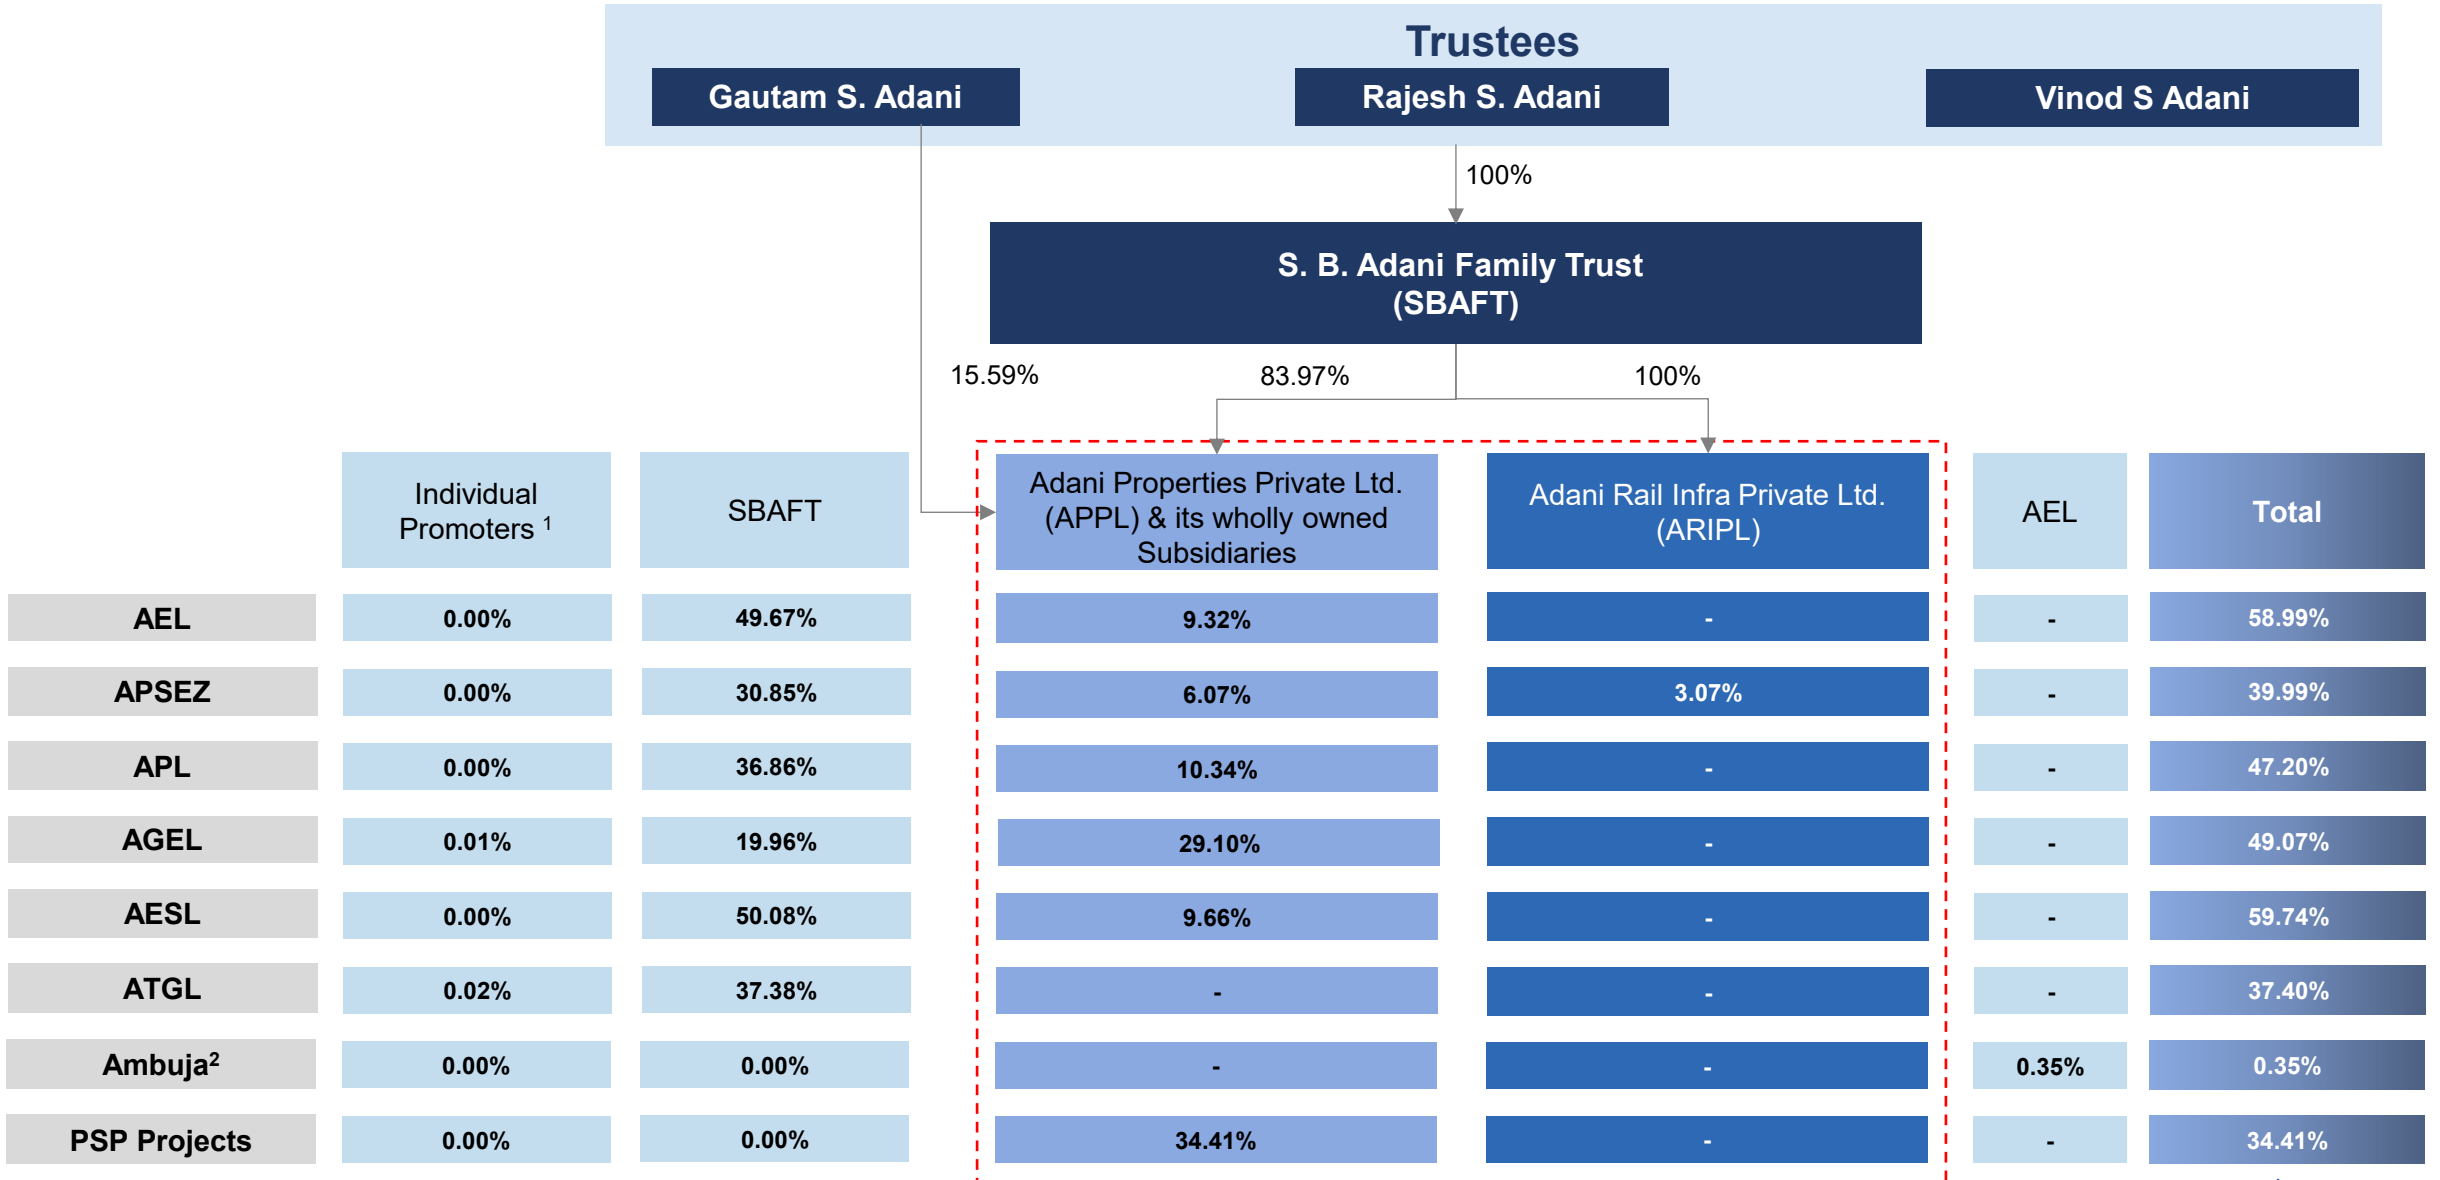 Trustees
Gautam S. Adani
Rajesh S. Adani
Vinod S Adani
100%
S. B. Adani Family Trust
(SBAFT)
15.59%
83.97%
100%
Individual
Promoters ¹
SBAFT
Adani Properties Private Ltd.
(APPL) & its wholly owned
Subsidiaries
Adani Rail Infra Private Ltd.
(ARIPL)
AEL
Total
AEL 0.00% 49.67% 9.32% - - 58.99%
APSEZ 0.00% 30.85% 6.07% 3.07% - 39.99%
APL 0.00% 36.86% 10.34% - - 47.20%
AGEL 0.01% 19.96% 29.10% - - 49.07%
AESL 0.00% 50.08% 9.66% - - 59.74%
ATGL 0.02% 37.38% - - - 37.40%
Ambuja² 0.00% 0.00% - - 0.35% 0.35%
PSP Projects 0.00% 0.00% 34.41% - - 34.41%